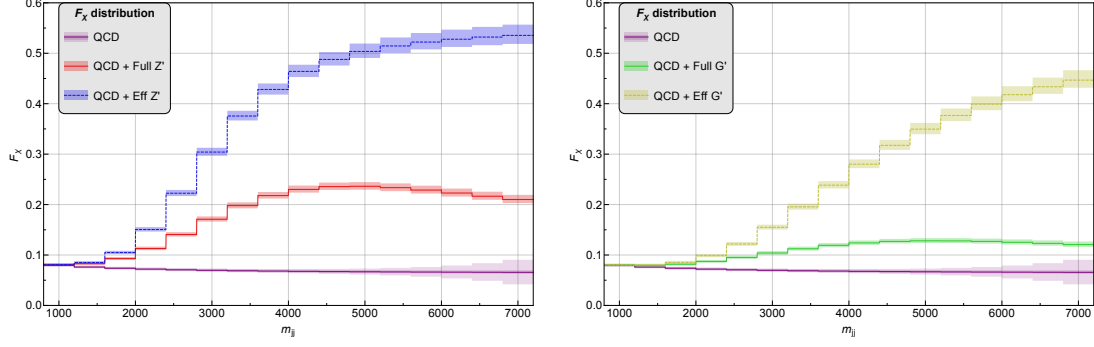 F_χ distribution
QCD
QCD + Full Z'
QCD + Eff Z'
0.6
0.5
0.4
0.3
0.2
0.1
0.0
F_χ
1000 2000 3000 4000 5000 6000 7000
m_jj
F_χ distribution
QCD
QCD + Full G'
QCD + Eff G'
0.6
0.5
0.4
0.3
0.2
0.1
0.0
F_χ
1000 2000 3000 4000 5000 6000 7000
m_jj